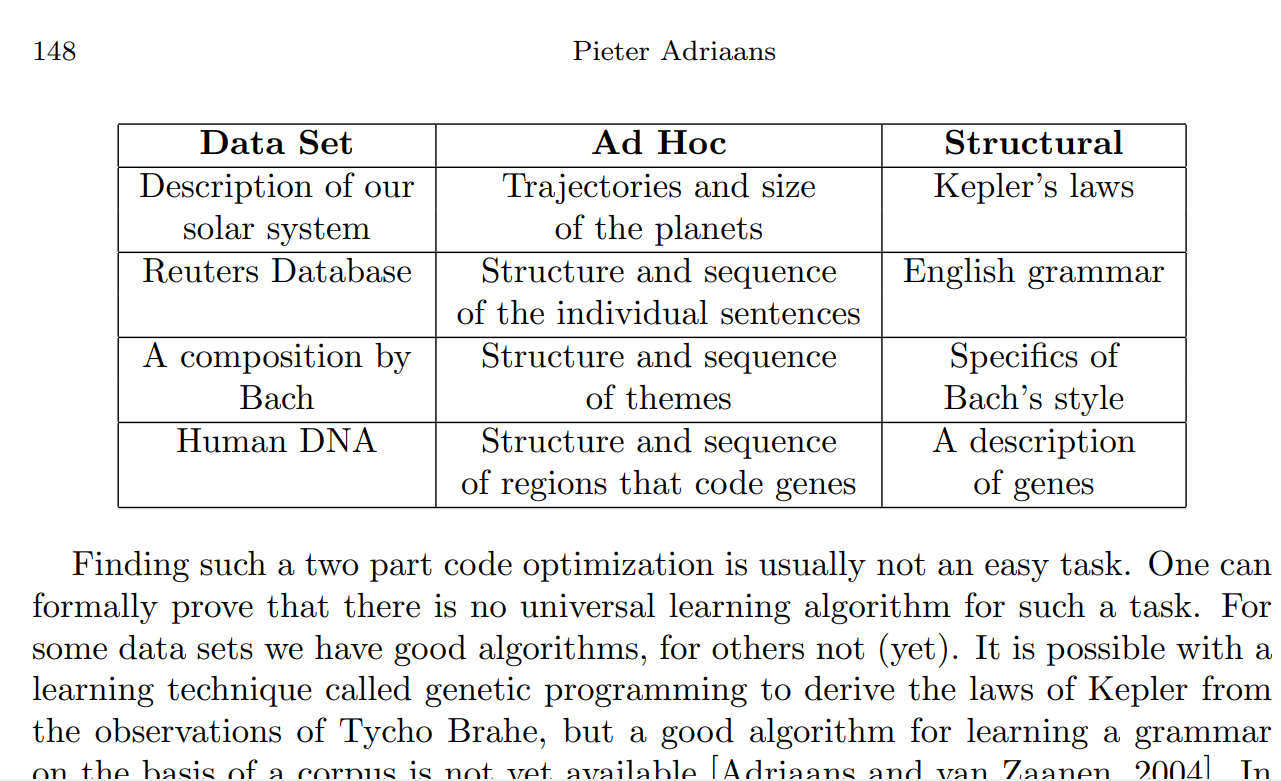 148
Pieter Adriaans
Data Set
Ad Hoc
Structural
Description of our
solar system
Trajectories and size
of the planets
Kepler's laws
Reuters Database
Structure and sequence
of the individual sentences
English grammar
A composition by
Bach
Structure and sequence
of themes
Specifics of
Bach's style
Human DNA
Structure and sequence
of regions that code genes
A description
of genes
Finding such a two part code optimization is usually not an easy task. One can
formally prove that there is no universal learning algorithm for such a task. For
some data sets we have good algorithms, for others not (yet). It is possible with a
learning technique called genetic programming to derive the laws of Kepler from
the observations of Tycho Brahe, but a good algorithm for learning a grammar
on the basis of a corpus is not yet available [Adriaans and van Zaanen, 2004]. In